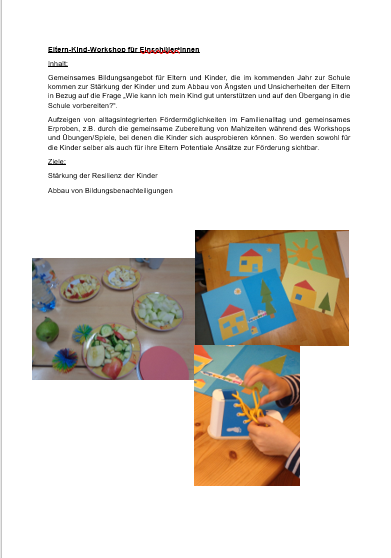 Eltern-Kind-Workshop für Einschüler*innen
Inhalt:
Gemeinsames Bildungsangebot für Eltern und Kinder, die im kommenden Jahr zur Schule
kommen zur Stärkung der Kinder und zum Abbau von Ängsten und Unsicherheiten der Eltern
in Bezug auf die Frage „Wie kann ich mein Kind gut unterstützen und auf den Übergang in die
Schule vorbereiten?“.
Aufzeigen von alltagsintegrierten Fördermöglichkeiten im Familienalltag und gemeinsames
Erproben, z.B. durch die gemeinsame Zubereitung von Mahlzeiten während des Workshops
und Übungen/Spiele, bei denen die Kinder sich ausprobieren können. So werden sowohl für
die Kinder selber als auch für ihre Eltern Potentiale Ansätze zur Förderung sichtbar.
Ziele:
Stärkung der Resilienz der Kinder
Abbau von Bildungsbenachteiligungen